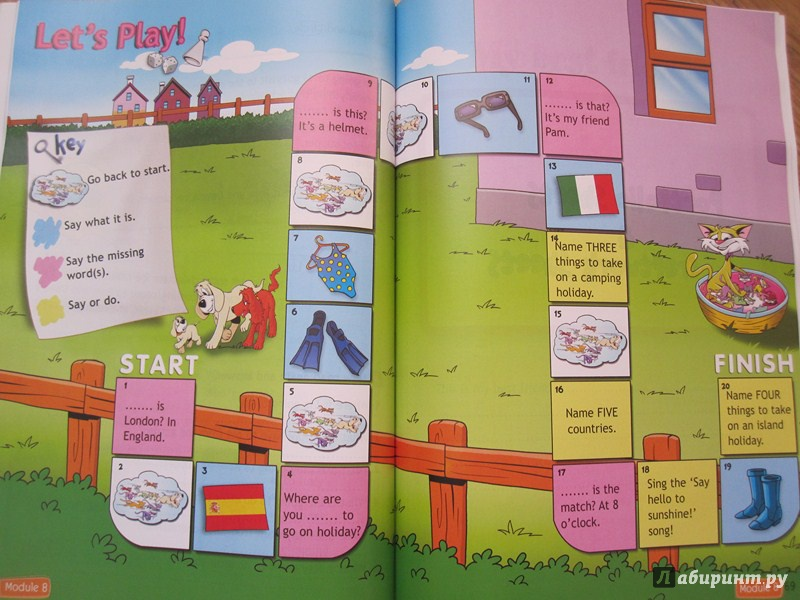 Let's Play!
key
Go back to start.
Say what it is.
Say the missing
word(s).
Say or do.
START
1
....... is
London? In
England.
2
3
4
Where are
you ....... to
go on holiday?
5
6
7
8
9
....... is this?
It's a helmet.
10
11
12
....... is that?
It's my friend
Pam.
13
14
Name THREE
things to take
on a camping
holiday.
15
16
Name FIVE
countries.
17
....... is the
match? At 8
o'clock.
18
Sing the 'Say
hello to
sunshine!'
song!
19
20
Name FOUR
things to take
on an island
holiday.
FINISH
Module 8
Лабиринт.ру